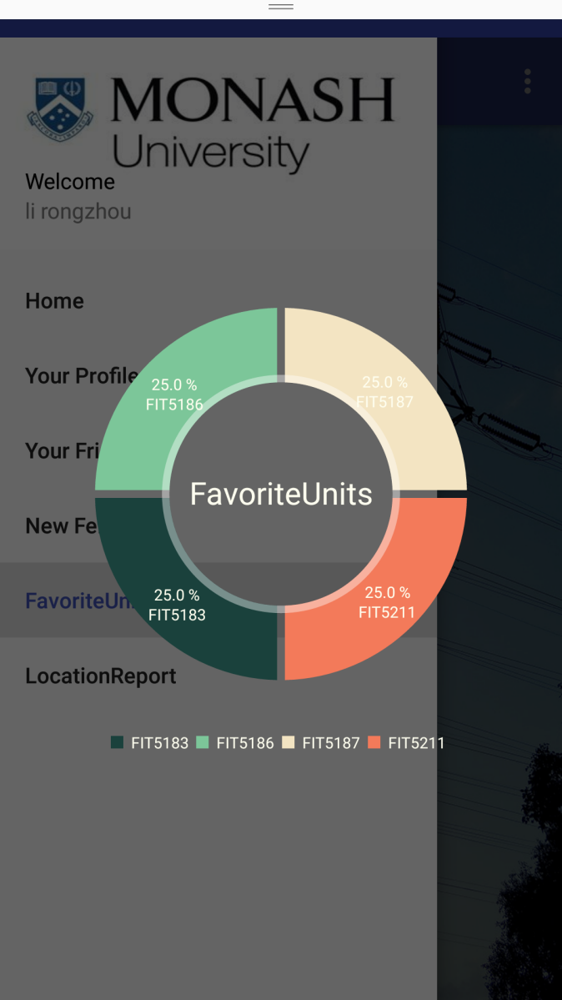 MONASH
University
Welcome
li rongzhou
Home
Your Profile
Your Fri
New Fe
FavoriteUn
LocationReport
25.0 %
FIT5186
25.0 %
FIT5187
FavoriteUnits
25.0 %
FIT5183
25.0 %
FIT5211
FIT5183 FIT5186 FIT5187 FIT5211